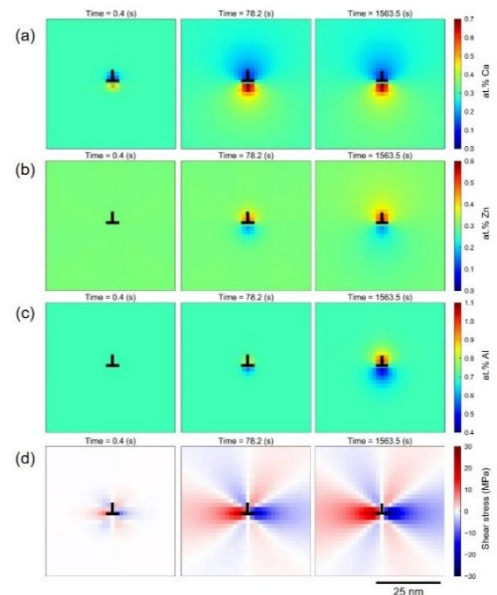 (a)
Time = 0.4 (s) Time = 78.2 (s) Time = 1563.5 (s)
0.7
0.6
0.5
0.4
0.3
0.2
0.1
0.0
at.% Ca
(b)
Time = 0.4 (s) Time = 78.2 (s) Time = 1563.5 (s)
0.6
0.5
0.4
0.3
0.2
0.1
0.0
at.% Zn
(c)
Time = 0.4 (s) Time = 78.2 (s) Time = 1563.5 (s)
1.1
1.0
0.9
0.8
0.7
0.6
0.5
0.4
at.% Al
(d)
Time = 0.4 (s) Time = 78.2 (s) Time = 1563.5 (s)
30
20
10
0
−10
−20
−30
Shear stress (MPa)
25 nm